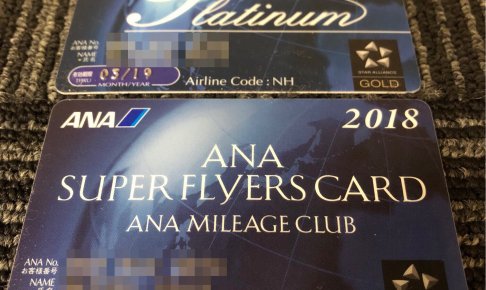 Platinum
ANA No.
お客様番号
NAME
氏名
有効期限
THRU
03/19
MONTH/YEAR
Airline Code : NH
STAR ALLIANCE
GOLD
ANA
2018
ANA
SUPER FLYERS CARD
ANA MILEAGE CLUB
ANA No.
お客様番号
NAME